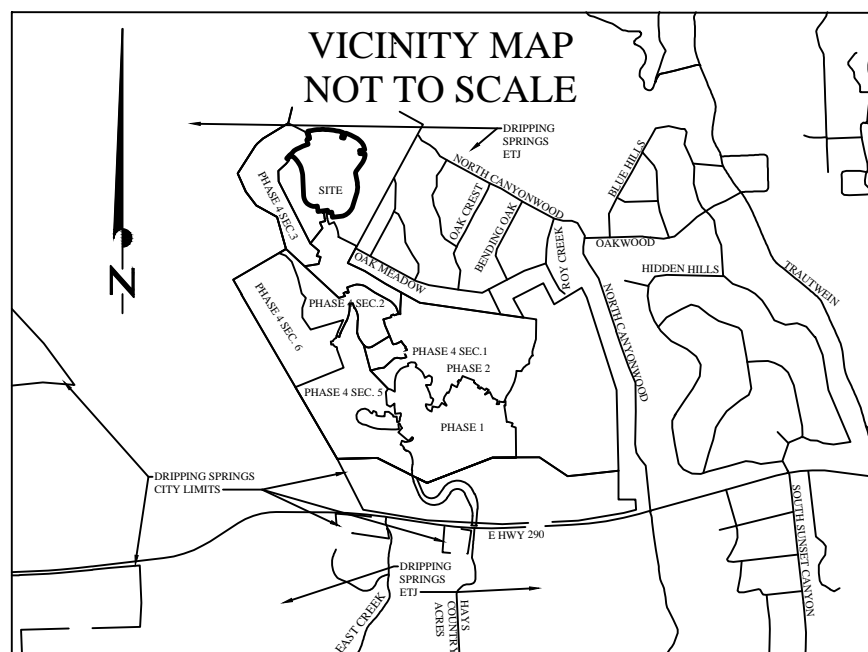 VICINITY MAP
NOT TO SCALE
DRIPPING
SPRINGS
ETJ
NORTH CANYONWOOD
BLUE HILLS
PHASE 4 SEC.3
SITE
OAK CREST
BENDING OAK
ROY CREEK
OAKWOOD
OAK MEADOW
HIDDEN HILLS
TRAUTWEIN
N
PHASE 4 SEC. 6
PHASE 4 SEC.2
NORTH CANYONWOOD
PHASE 4 SEC.1
PHASE 2
PHASE 4 SEC. 5
PHASE 1
DRIPPING SPRINGS
CITY LIMITS
E HWY 290
SOUTH SUNSET CANYON
DRIPPING
SPRINGS
ETJ
EAST CREEK
HAYS
COUNTRY
ACRES